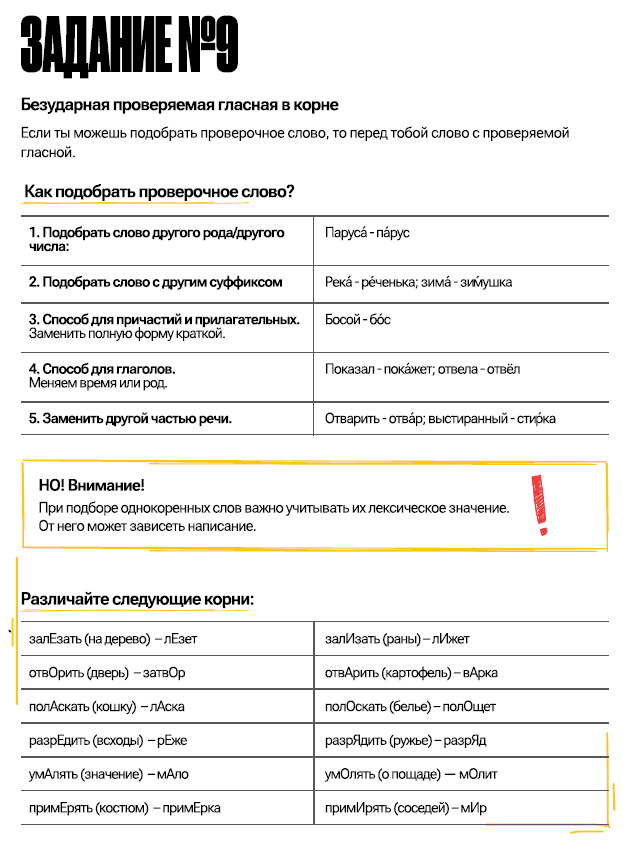 ЗАДАНИЕ №9
Безударная проверяемая гласная в корне
Если ты можешь подобрать проверочное слово, то перед тобой слово с проверяемой
гласной.
Как подобрать проверочное слово?
1. Подобрать слово другого рода/другого
числа:
Парусá - пáрус
2. Подобрать слово с другим суффиксом
Рекá - рéченька; зимá - зи́мушка
3. Способ для причастий и прилагательных.
Заменить полную форму краткой.
Босой - бóс
4. Способ для глаголов.
Меняем время или род.
Показал - покáжет; отвела - отвёл
5. Заменить другой частью речи.
Отварить - отвáр; выстиранный - сти́рка
НО! Внимание!
При подборе однокоренных слов важно учитывать их лексическое значение.
От него может зависеть написание.
Различайте следующие корни:
залЕзать (на дерево) – лЕзет
залИзать (раны) – лИжет
отвОрить (дверь) – затвОр
отвАрить (картофель) – вАрка
полАскать (кошку) – лАска
полОскать (белье) – полОщет
разрЕдить (всходы) – рЕже
разрЯдить (ружье) – разрЯд
умАлять (значение) – мАло
умОлять (о пощаде) — мОлит
примЕрять (костюм) – примЕрка
примИрять (соседей) – мИр